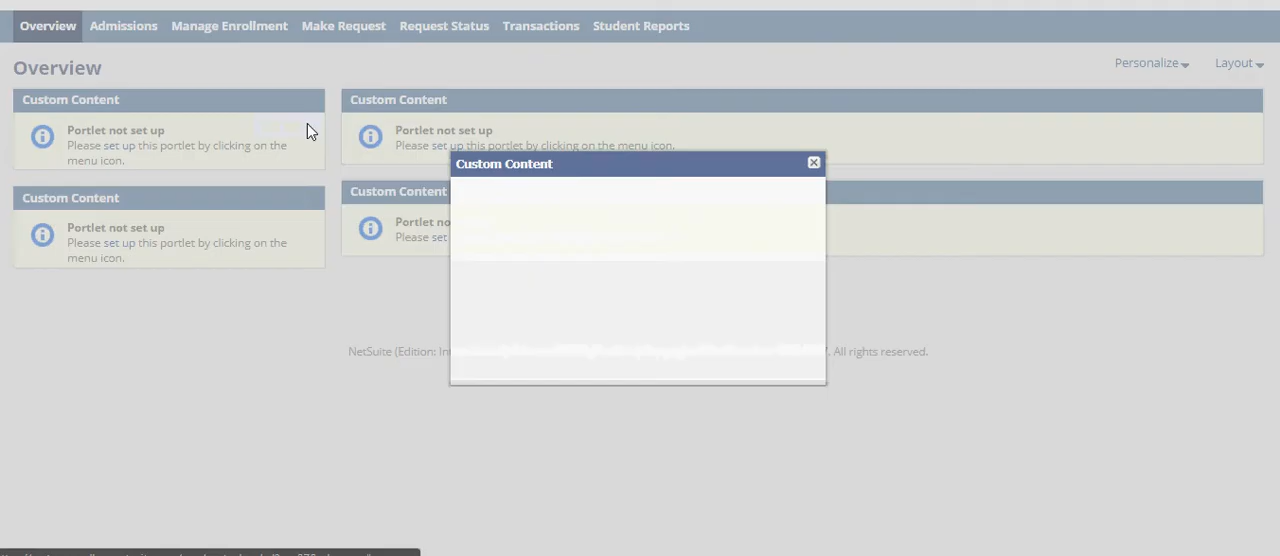 Overview Admissions Manage Enrollment Make Request Request Status Transactions Student Reports
Overview
Personalize Layout
Custom Content
Portlet not set up
Please set up this portlet by clicking on the
menu icon.
Custom Content
Portlet not set up
Please set up this portlet by clicking on the
menu icon.
Custom Content
Portlet not set up
Please set up this portlet by clicking on the menu icon.
Custom Content
Portlet no
Please set
Custom Content
NetSuite (Edition:
All rights reserved.